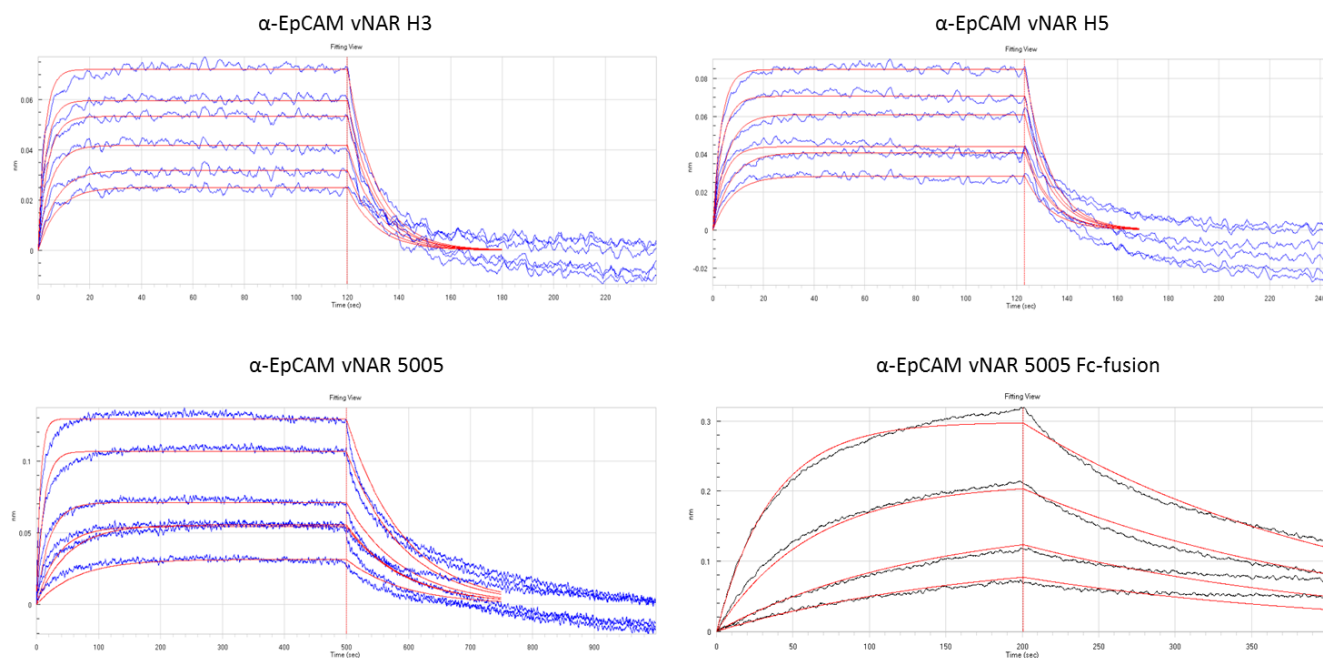 α-EpCAM vNAR H3
Fitting View
0.06
0.04
0.02
0
nm
0 20 40 60 80 100 120 140 160 180 200 220
Time (sec)
α-EpCAM vNAR H5
Fitting View
0.08
0.06
0.04
0.02
0
-0.02
nm
0 20 40 60 80 100 120 140 160 180 200 220 240
Time (sec)
α-EpCAM vNAR 5005
Fitting View
0.1
0.05
0
nm
0 100 200 300 400 500 600 700 800 900
Time (sec)
α-EpCAM vNAR 5005 Fc-fusion
Fitting View
0.3
0.2
0.1
0
nm
0 50 100 150 200 250 300 350
Time (sec)